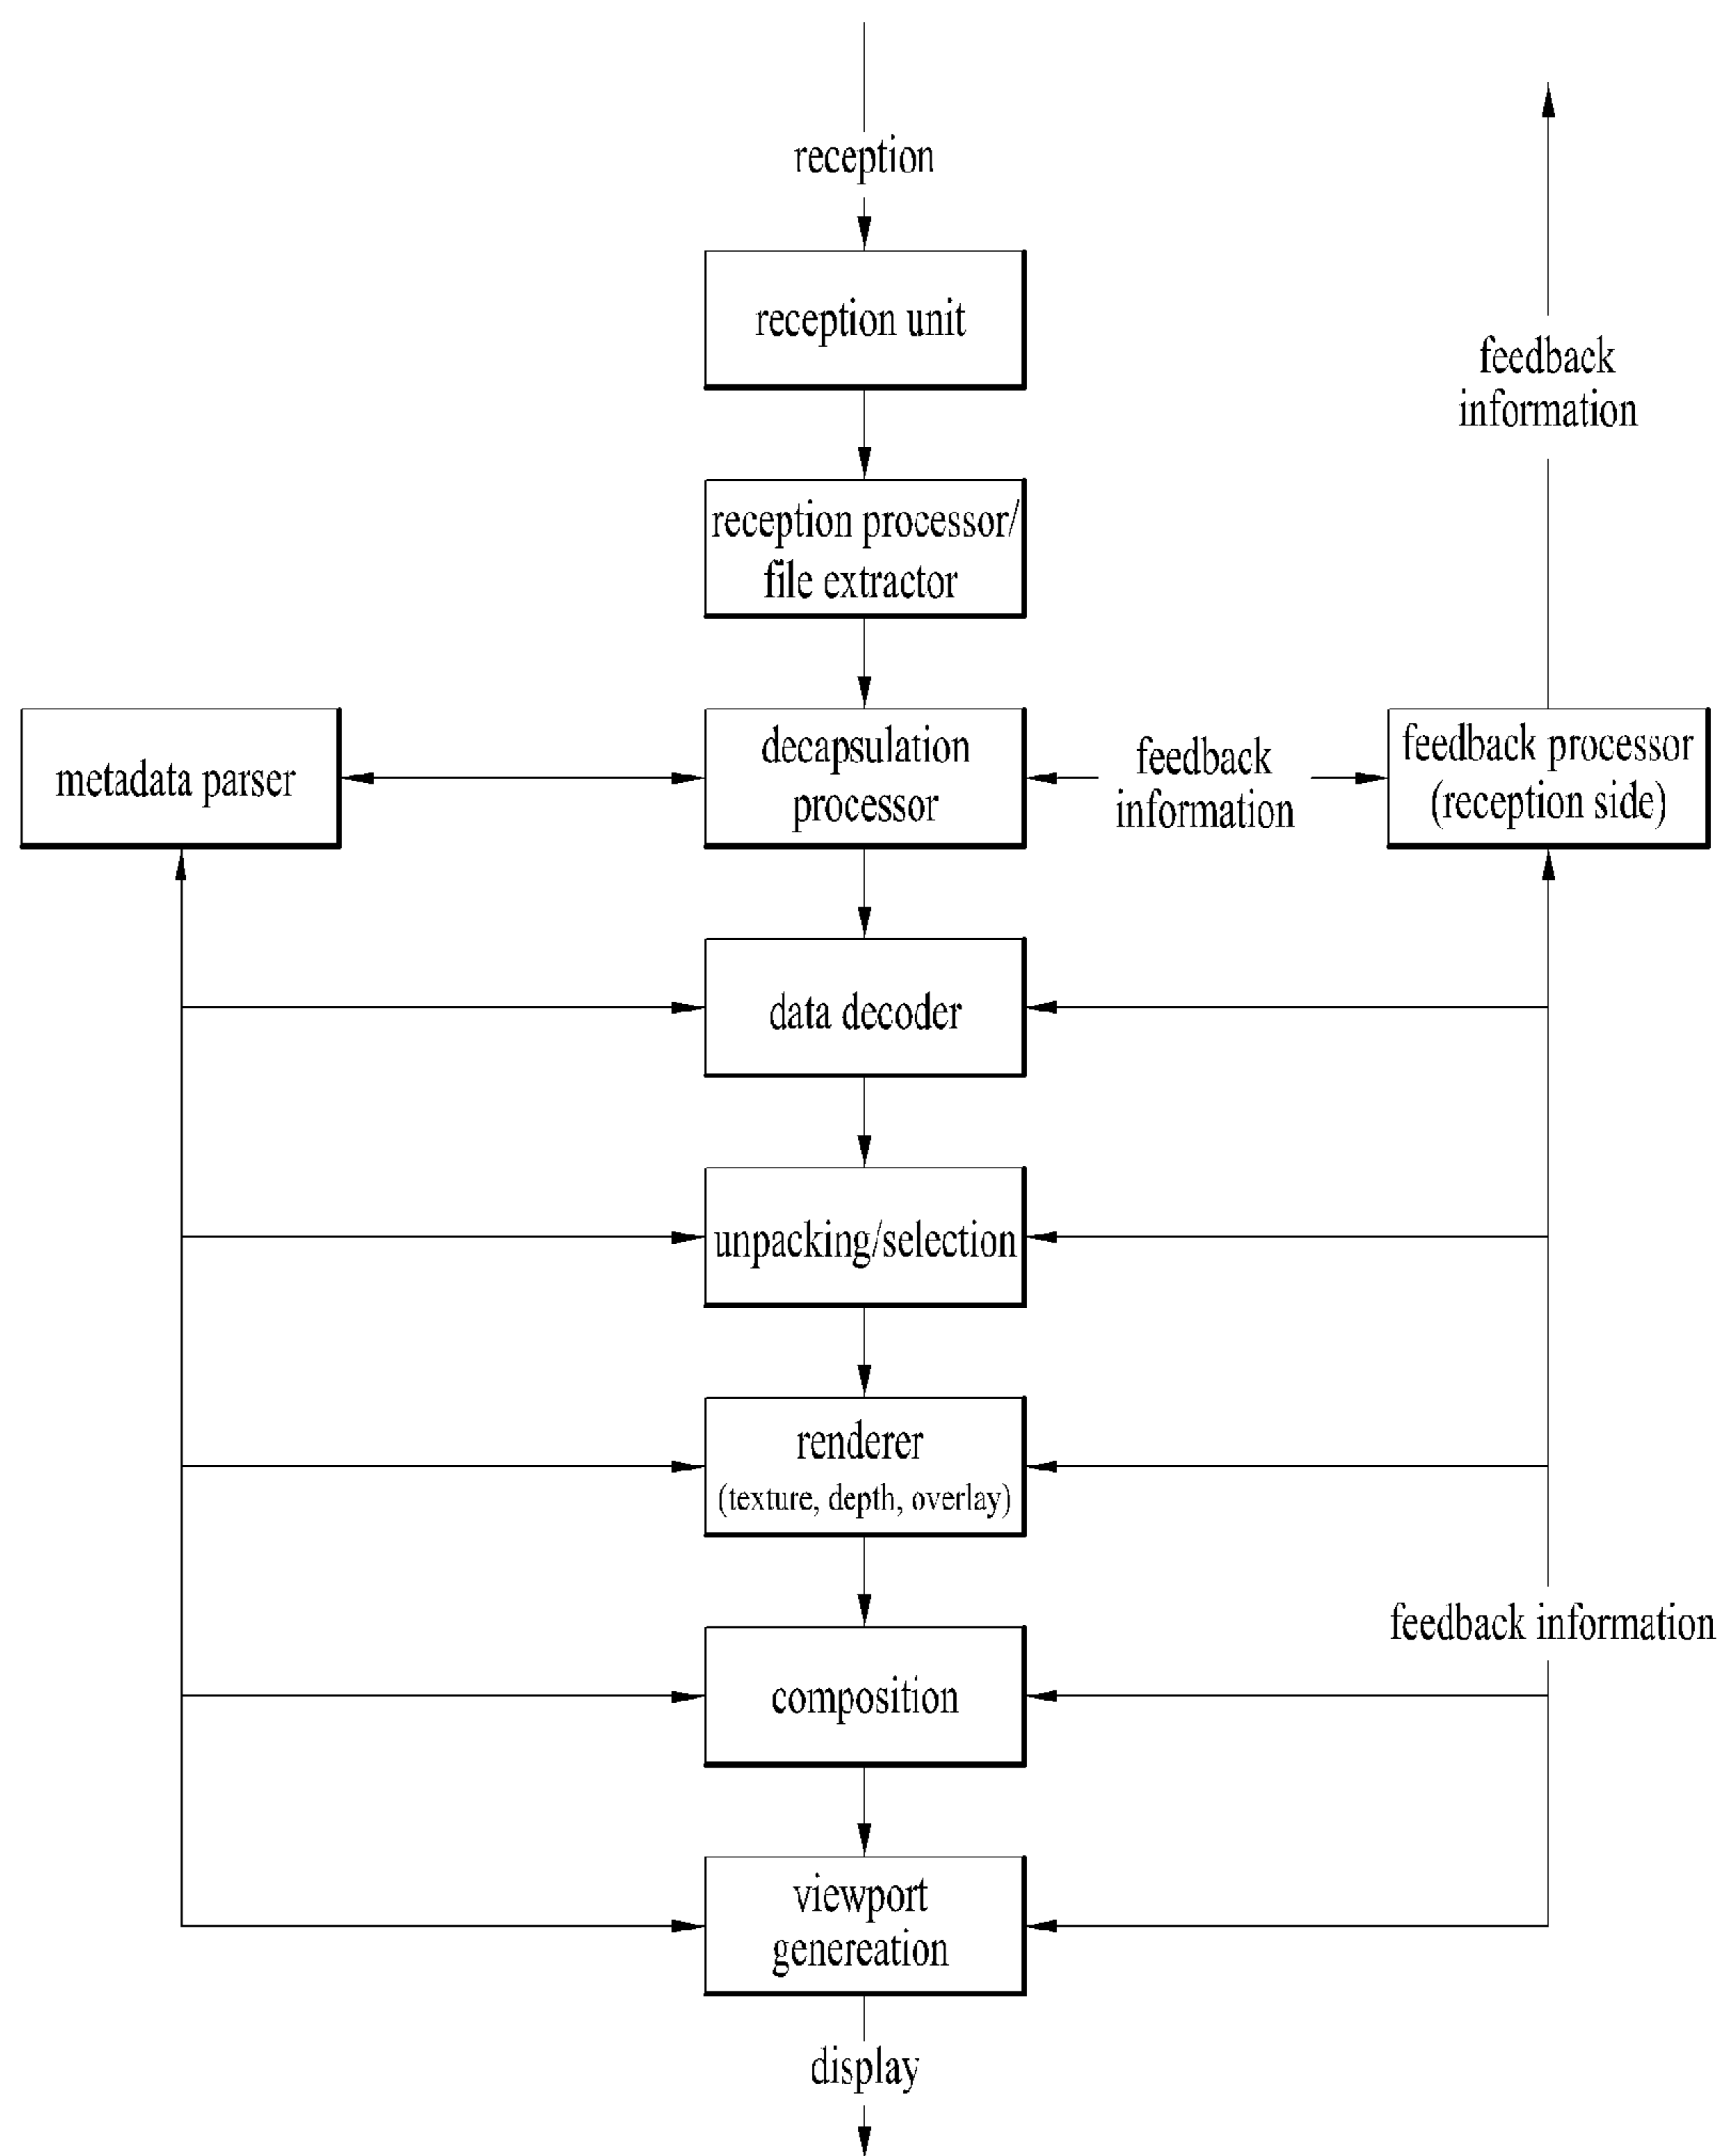 reception
reception unit
feedback
information
reception processor/
file extractor
metadata parser
decapsulation
processor
feedback
information
feedback processor
(reception side)
data decoder
unpacking/selection
renderer
(texture, depth, overlay)
feedback information
composition
viewport
genereation
display